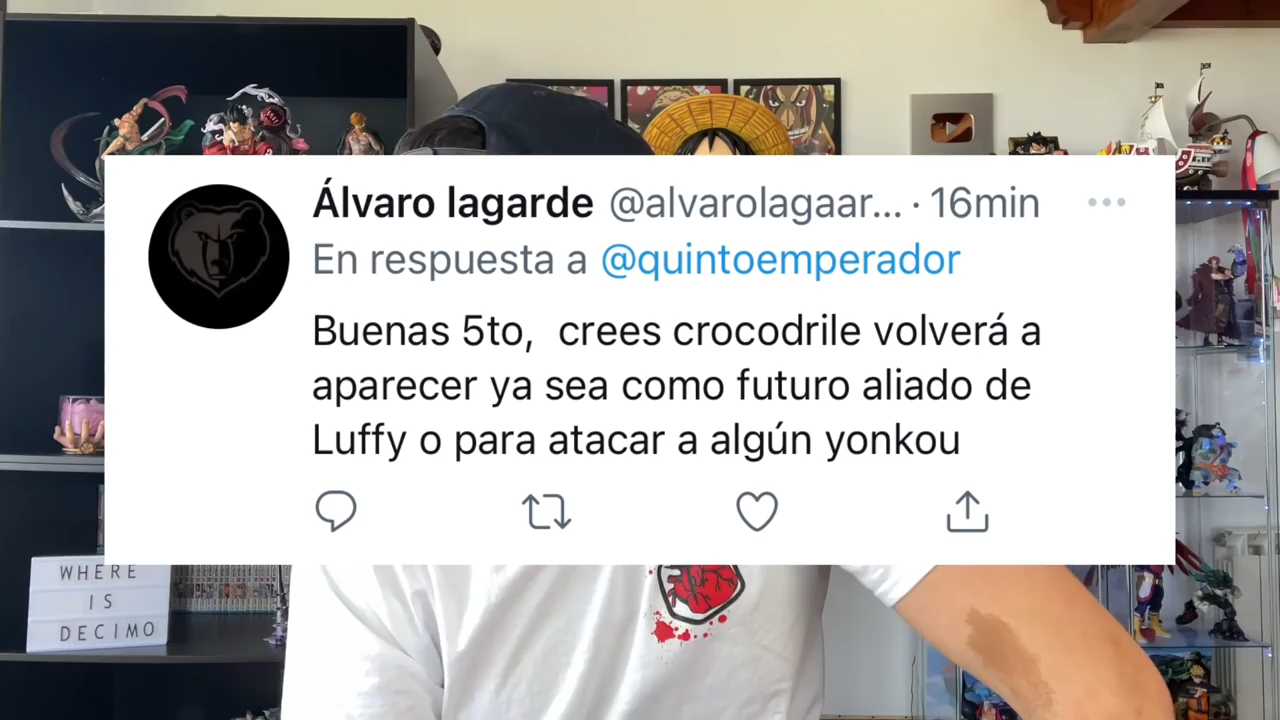 Álvaro lagarde @alvarolagaar... · 16min
En respuesta a @quintoemperador
Buenas 5to,  crees crocodrile volverá a
aparecer ya sea como futuro aliado de
Luffy o para atacar a algún yonkou
WHERE
IS
DECIMO